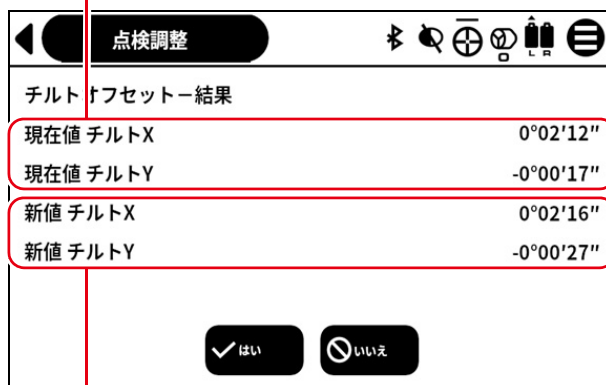 点検調整
L R
チルトオフセットー結果
現在値 チルトX 0°02'12"
現在値 チルトY -0°00'17"
新値 チルトX 0°02'16"
新値 チルトY -0°00'27"
はい いいえ